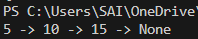 PS C:\Users\SAI\OneDrive\
5 -> 10 -> 15 -> None